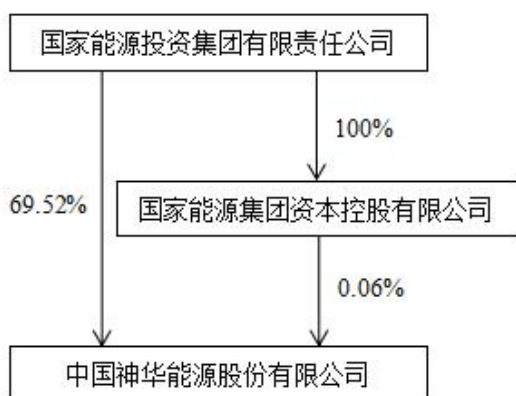 国家能源投资集团有限责任公司
100%
69.52%
国家能源集团资本控股有限公司
0.06%
中国神华能源股份有限公司